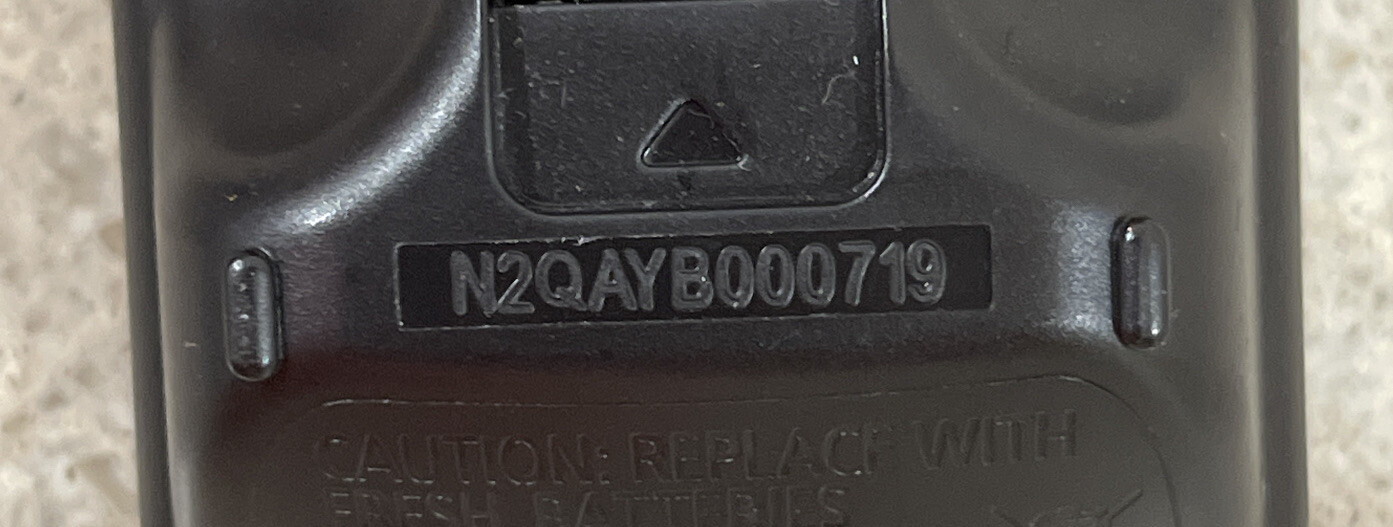 N2QAYB000719
CAUTION: REPLACE WITH
FRESH BATTERIES